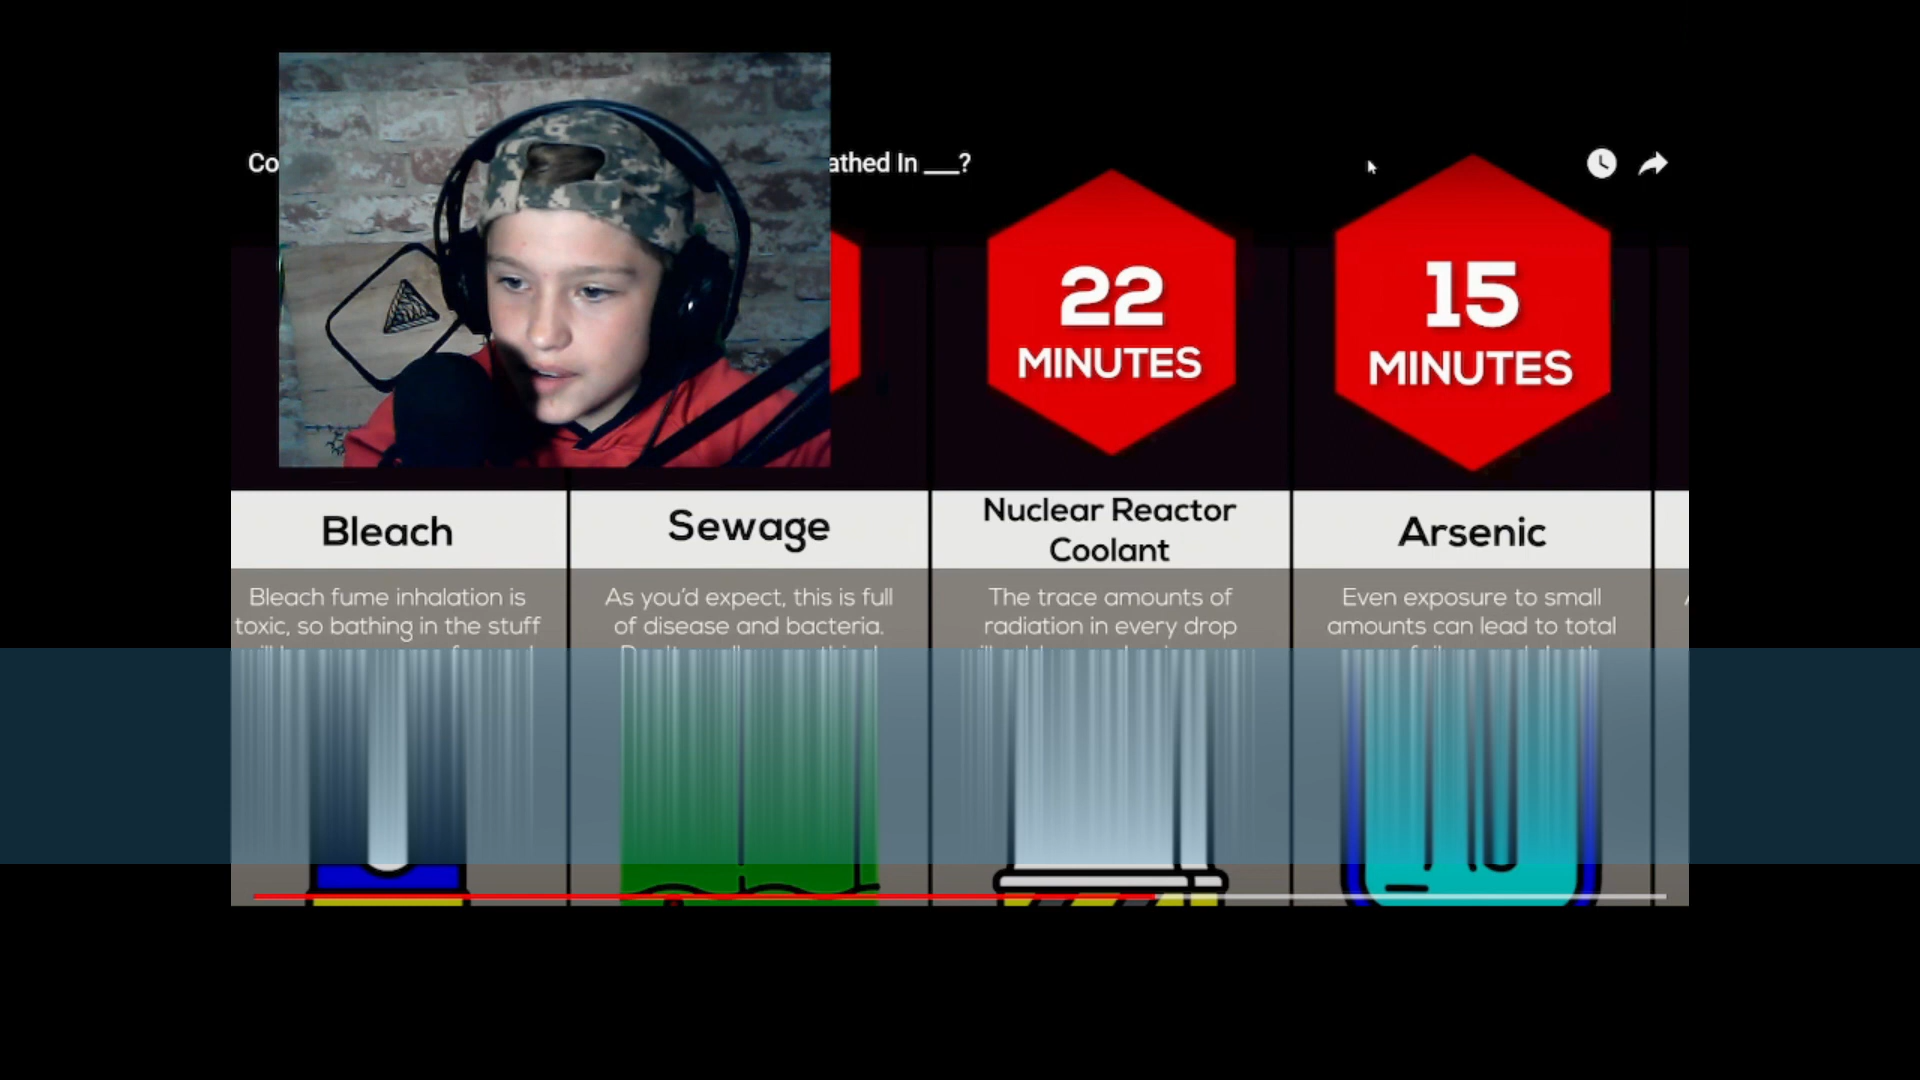 Co
athed In ___?
22
MINUTES
15
MINUTES
Bleach
Sewage
Nuclear Reactor
Coolant
Arsenic
Bleach fume inhalation is
toxic, so bathing in the stuff
As you'd expect, this is full
of disease and bacteria.
The trace amounts of
radiation in every drop
Even exposure to small
amounts can lead to total